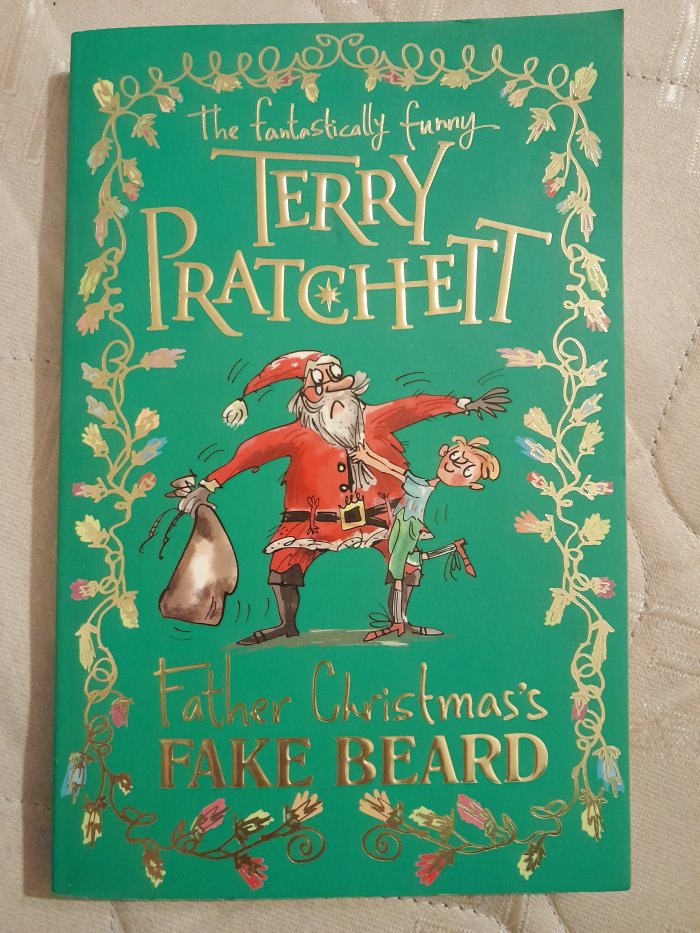 The fantastically funny
TERRY
PRATCHETT
Father Christmas's
FAKE BEARD